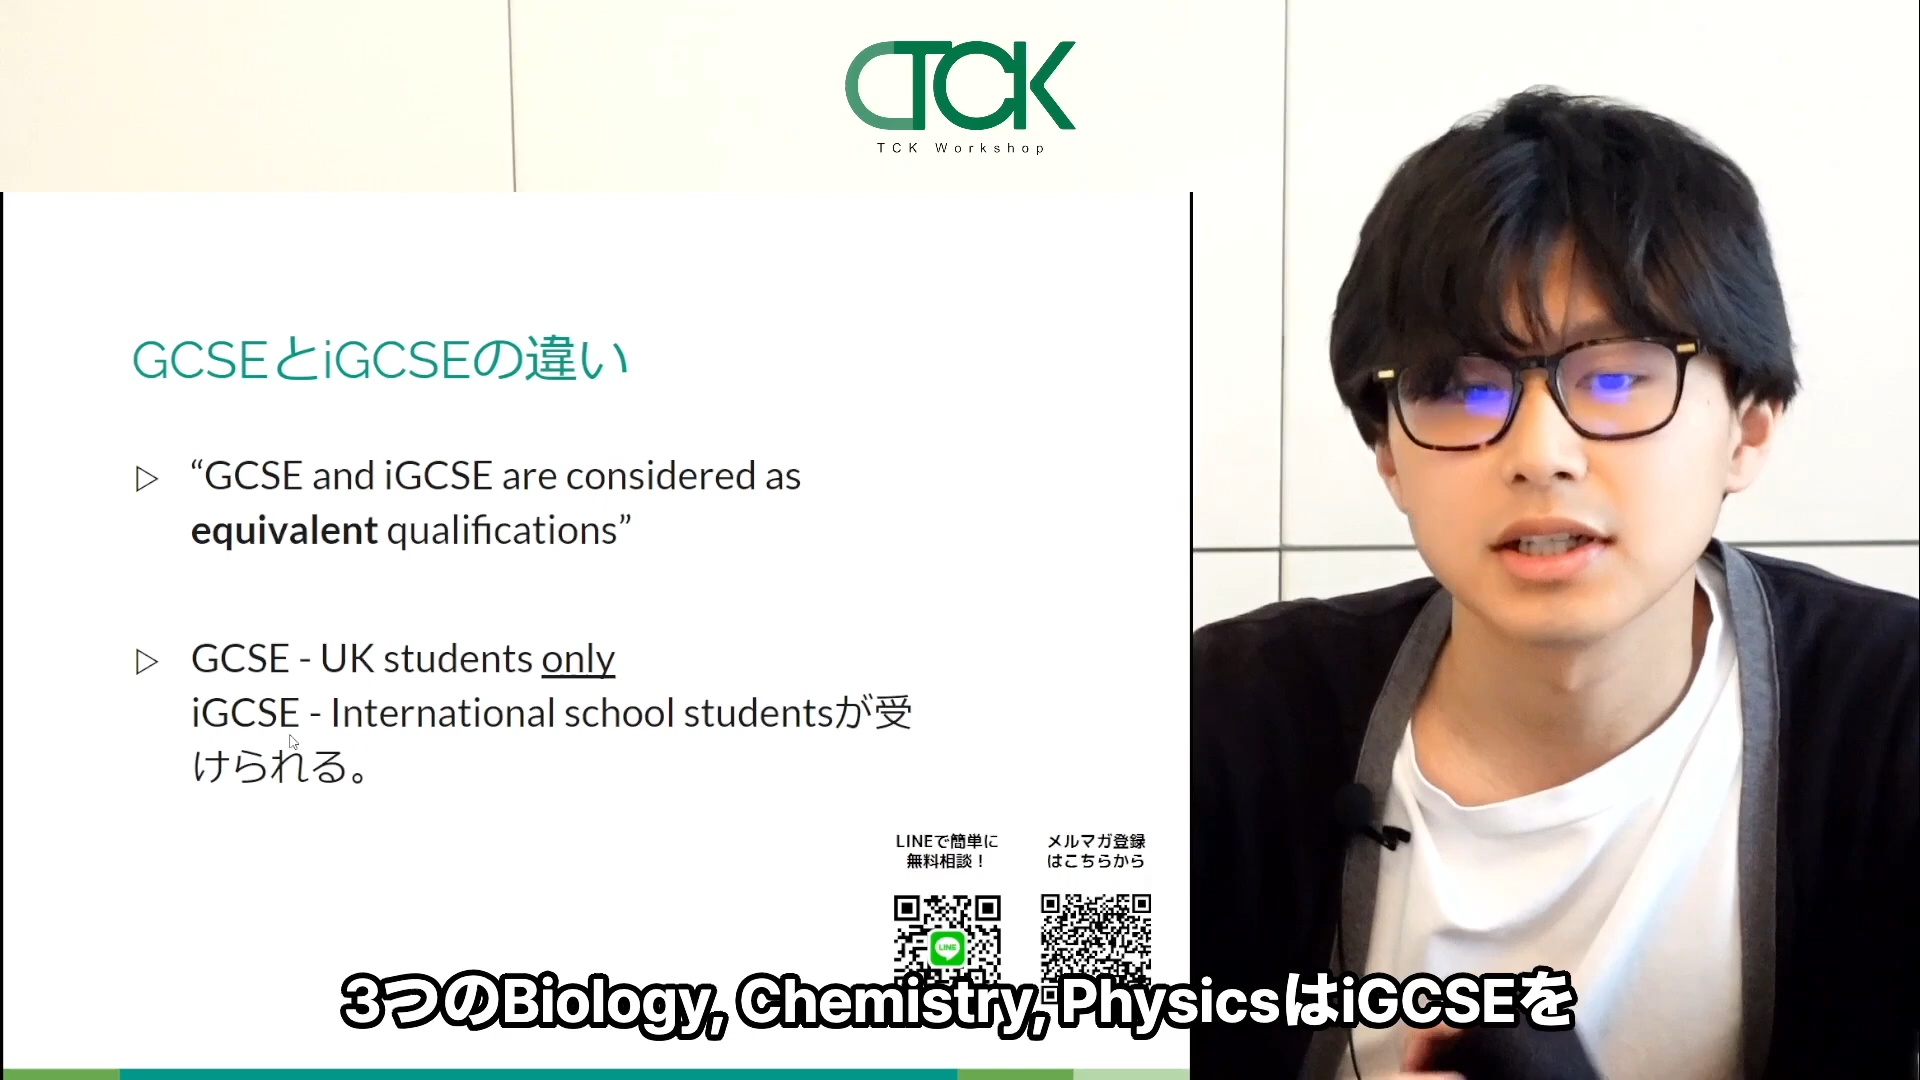 TCK
TCK Workshop
GCSEとiGCSEの違い
“GCSE and iGCSE are considered as
equivalent qualifications”
GCSE - UK students only
iGCSE - International school studentsが受
けられる。
LINEで簡単に
無料相談！
メルマガ登録
はこちらから
LINE
3つのBiology, Chemistry, PhysicsはiGCSEを